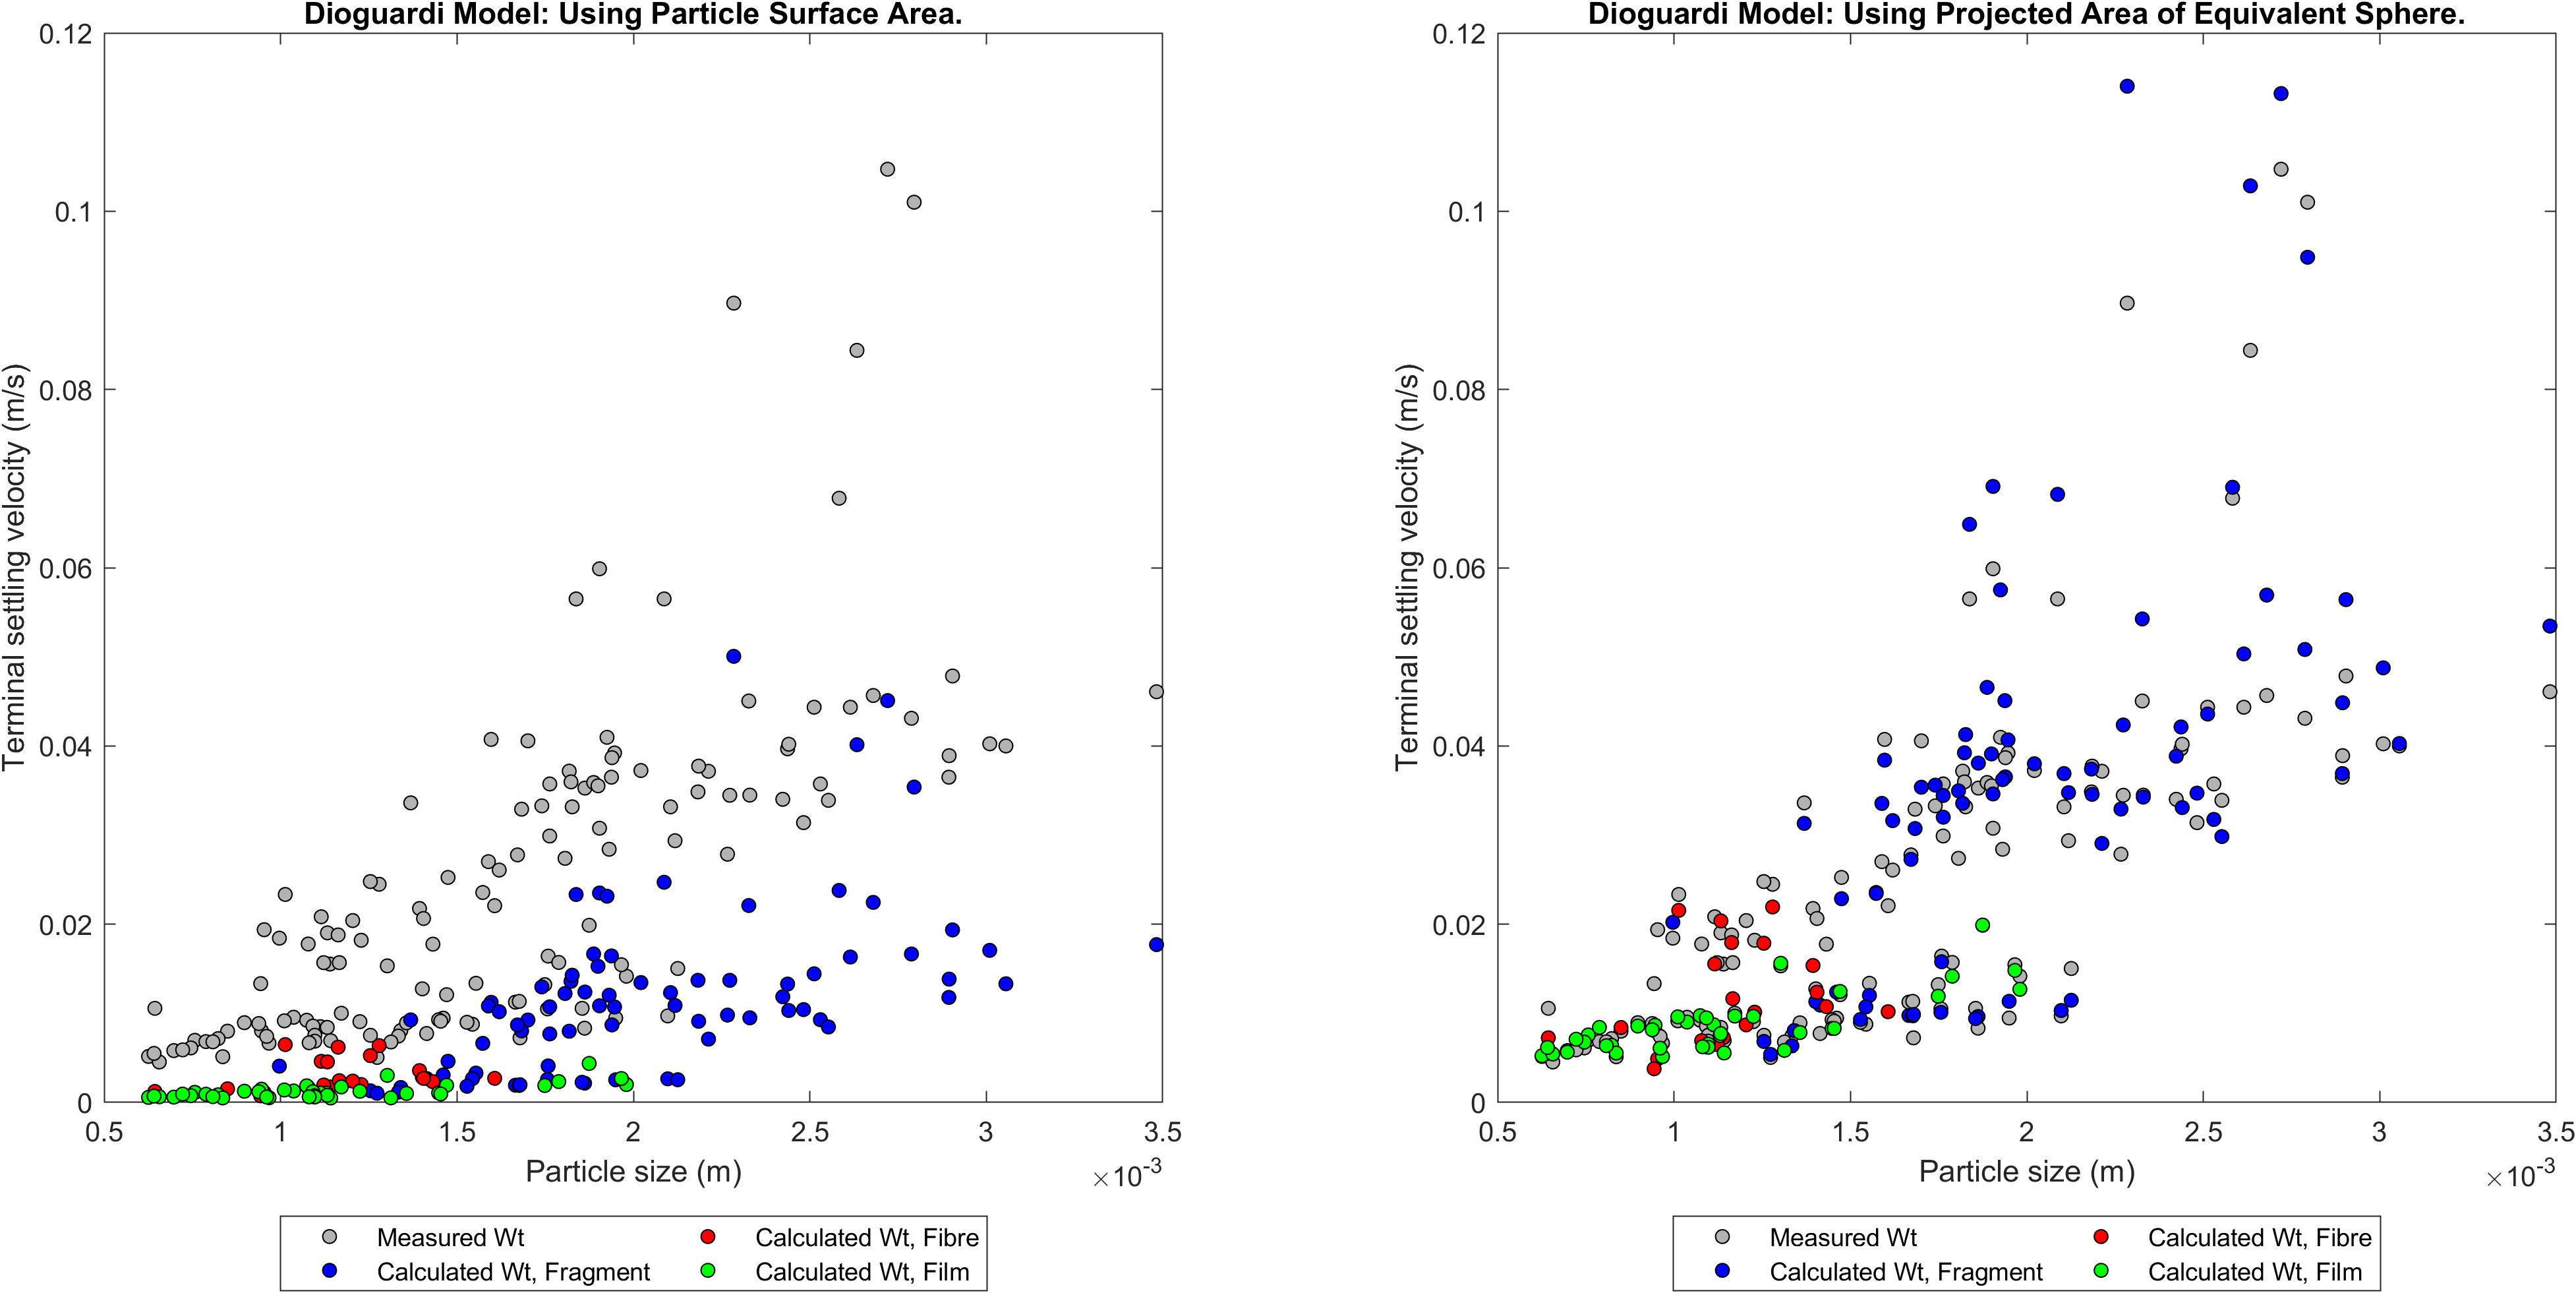 Dioguardi Model: Using Particle Surface Area.
0.12
0.1
0.08
0.06
0.04
0.02
0
Terminal settling velocity (m/s)
0.5 1 1.5 2 2.5 3 3.5
Particle size (m)
×10-3
Measured Wt
Calculated Wt, Fibre
Calculated Wt, Fragment
Calculated Wt, Film
Dioguardi Model: Using Projected Area of Equivalent Sphere.
0.12
0.1
0.08
0.06
0.04
0.02
0
Terminal settling velocity (m/s)
0.5 1 1.5 2 2.5 3 3.5
Particle size (m)
×10-3
Measured Wt
Calculated Wt, Fibre
Calculated Wt, Fragment
Calculated Wt, Film